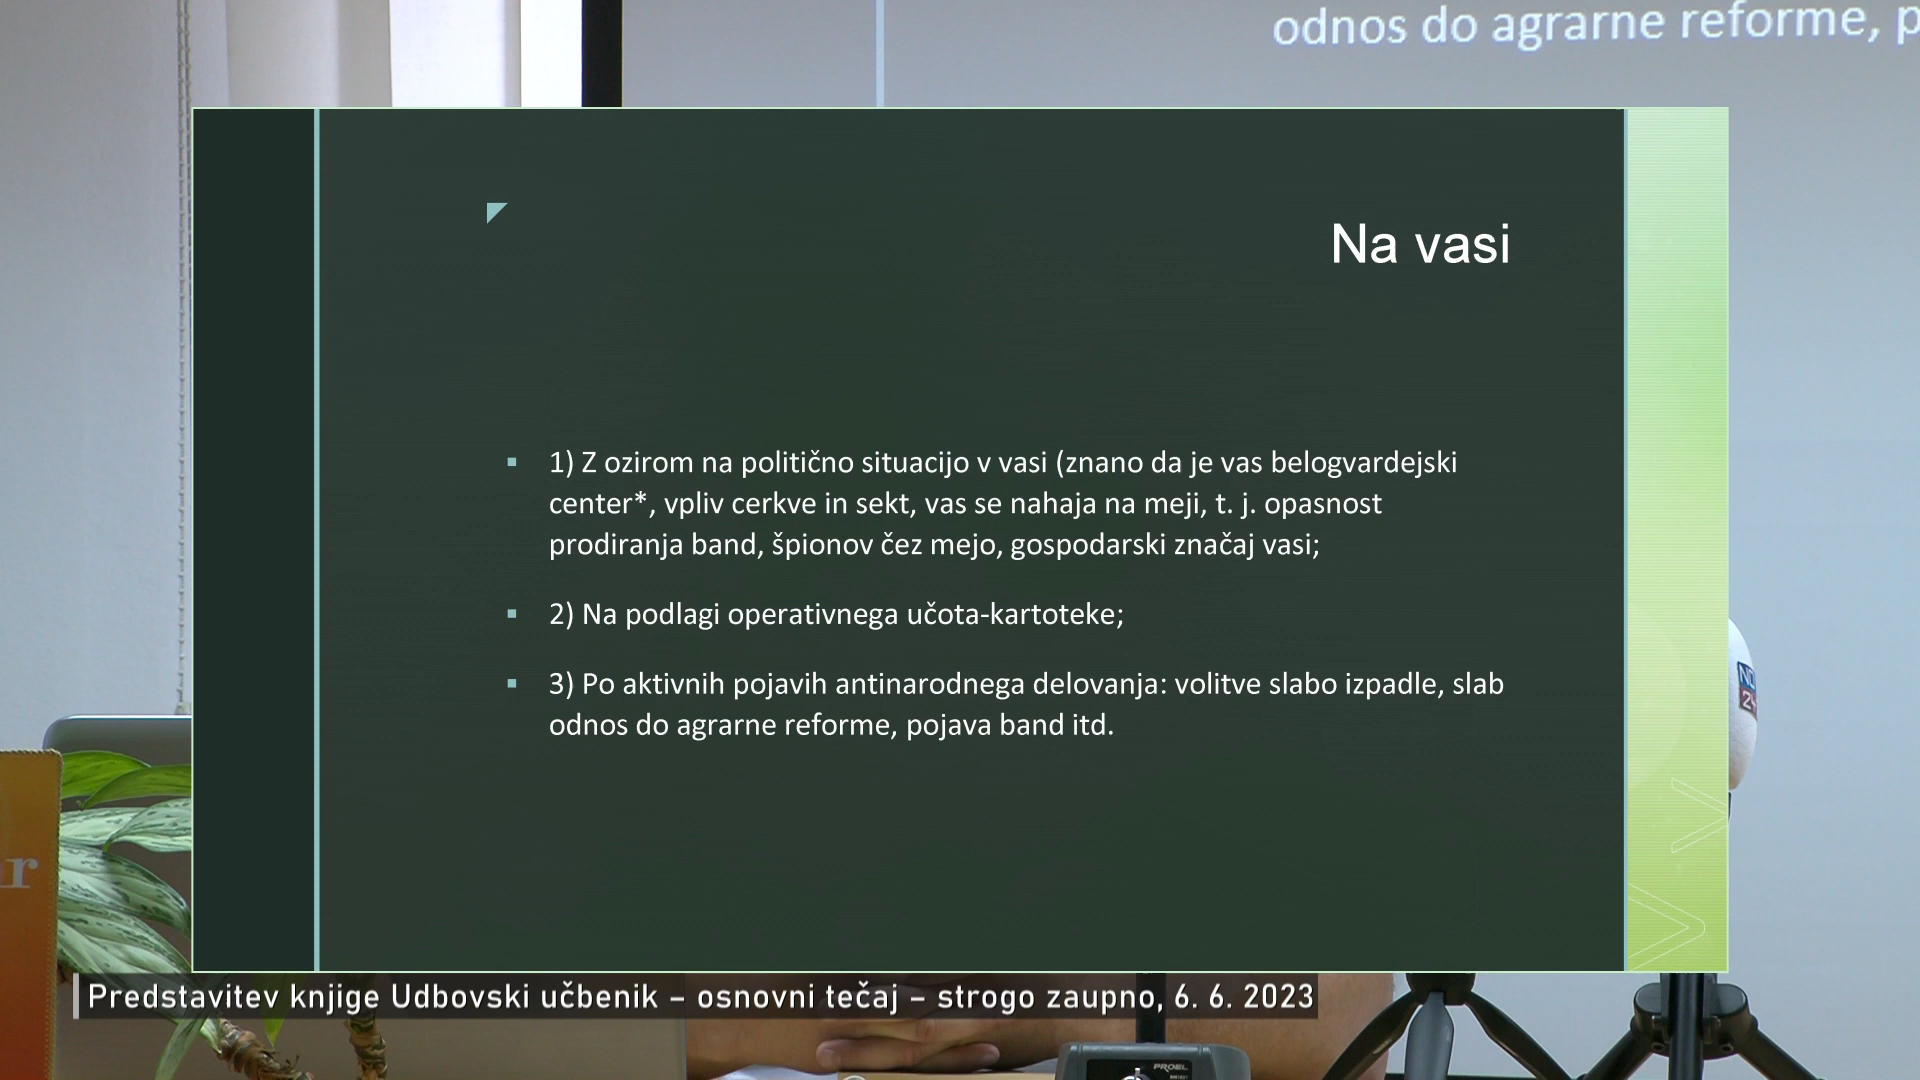 odnos do agrarne reforme, p
Na vasi
1) Z ozirom na politično situacijo v vasi (znano da je vas belogvardejski
center*, vpliv cerkve in sekt, vas se nahaja na meji, t. j. opasnost
prodiranja band, špionov čez mejo, gospodarski značaj vasi;
2) Na podlagi operativnega učota-kartoteke;
3) Po aktivnih pojavih antinarodnega delovanja: volitve slabo izpadle, slab
odnos do agrarne reforme, pojava band itd.
r
Predstavitev knjige Udbovski učbenik – osnovni tečaj – strogo zaupno, 6. 6. 2023
PROEL